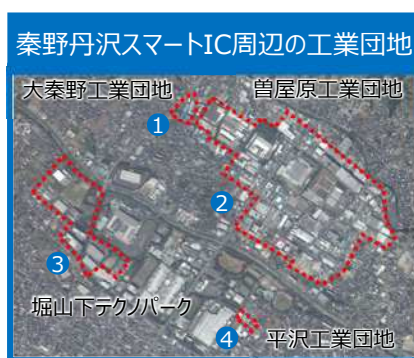 秦野丹沢スマートIC周辺の工業団地
大秦野工業団地
曽屋原工業団地
1
2
3
堀山下テクノパーク
4
平沢工業団地